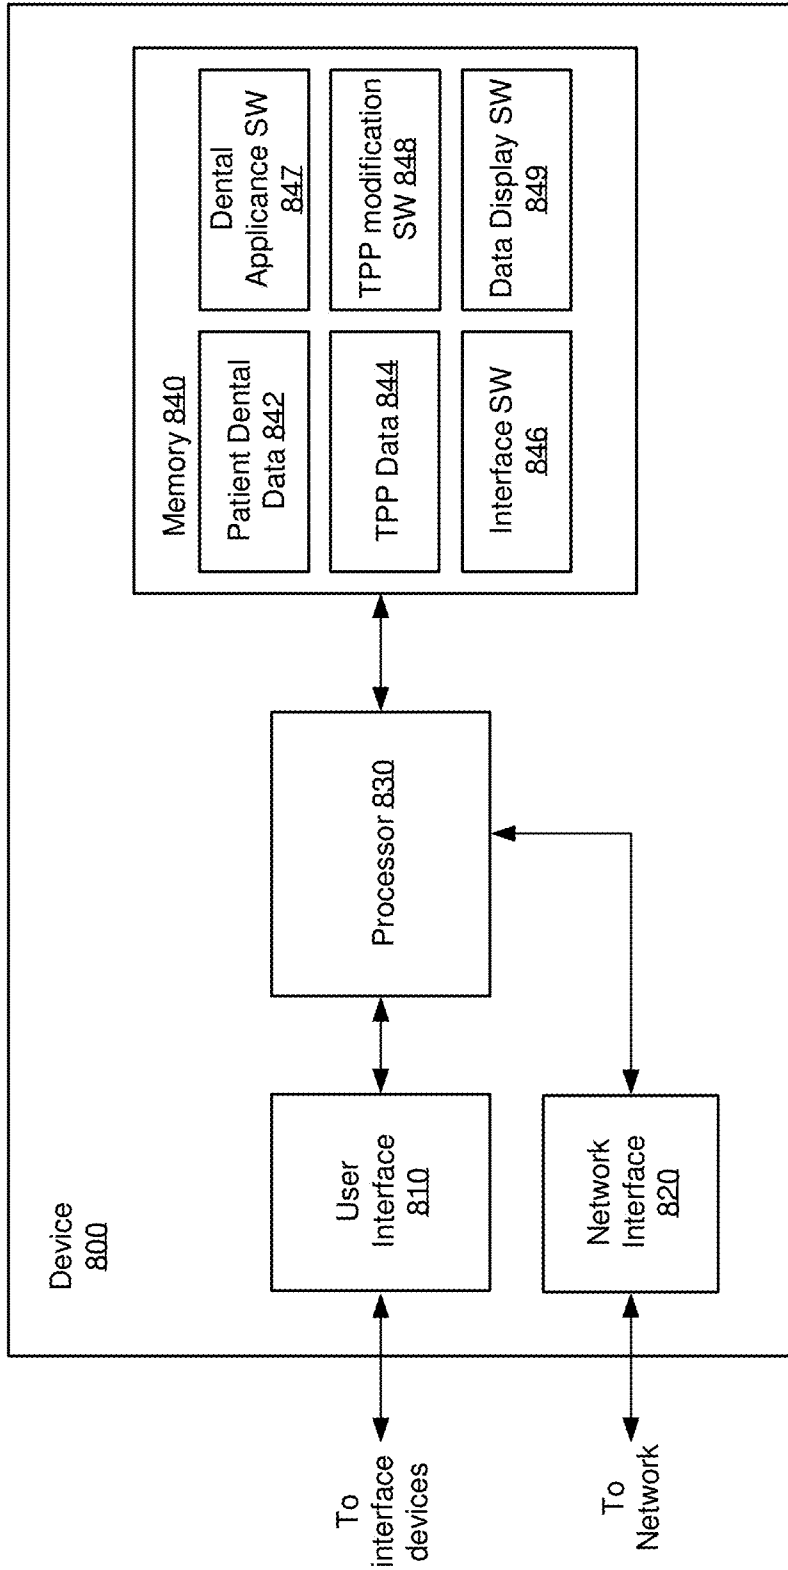 Device
800
To
interface
devices
User
Interface
810
To
Network
Network
Interface
820
Processor 830
Memory 840
Patient Dental
Data 842
Dental
Applicance SW
847
TPP Data 844
TPP modification
SW 848
Interface SW
846
Data Display SW
849